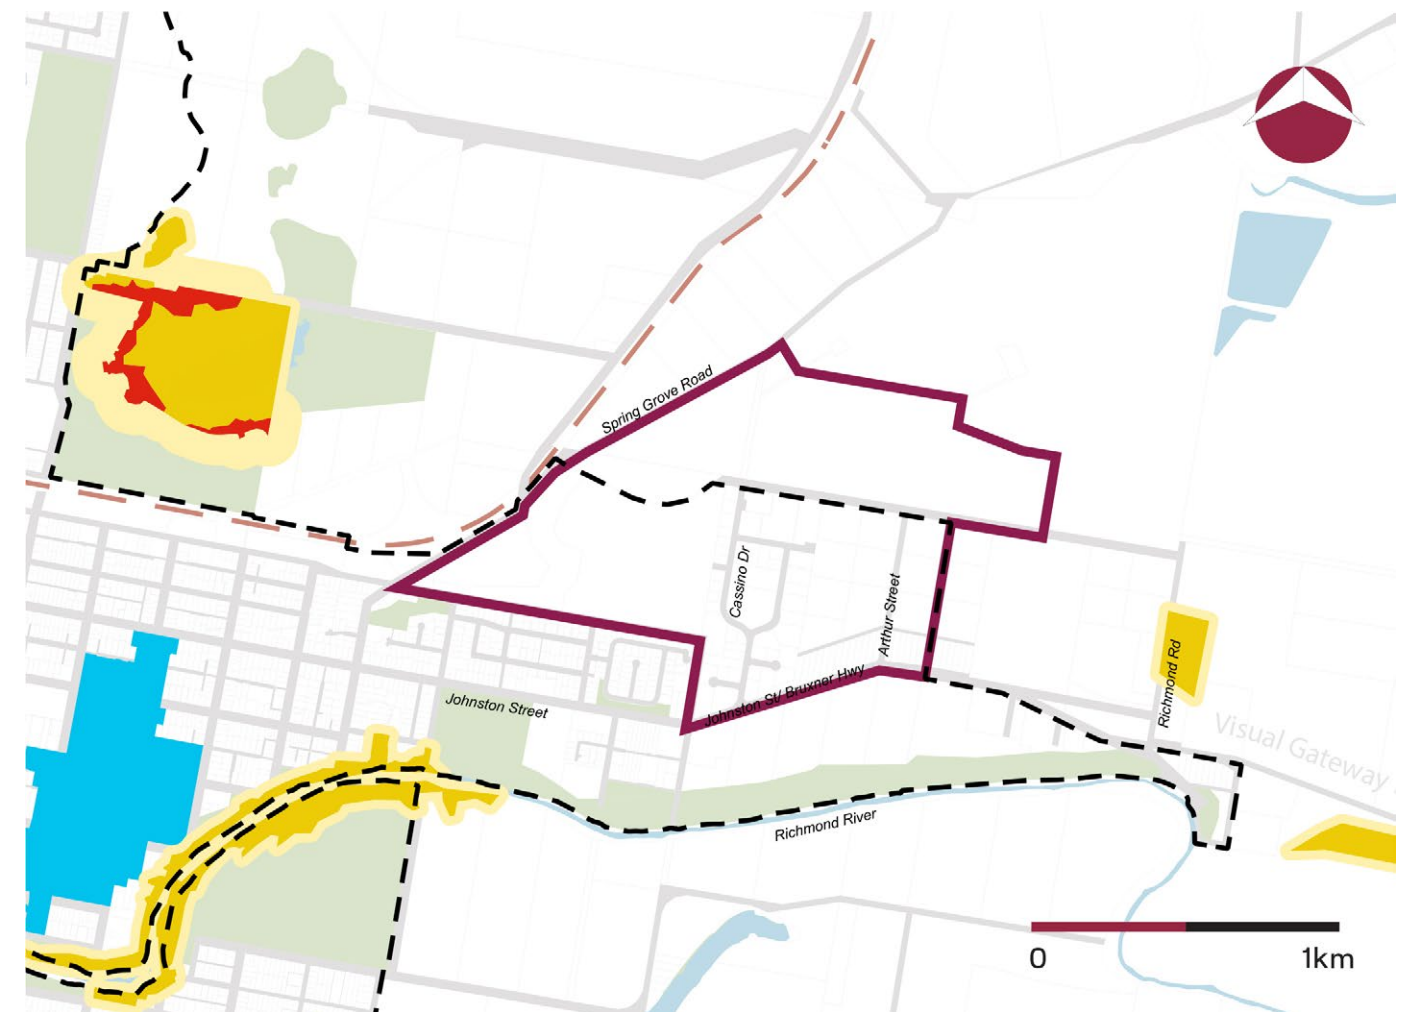 Spring Grove Road
Cassino Dr
Arthur Street
Richmond Rd
Johnston St/ Bruxner Hwy
Johnston Street
Visual Gateway
Richmond River
0
1km